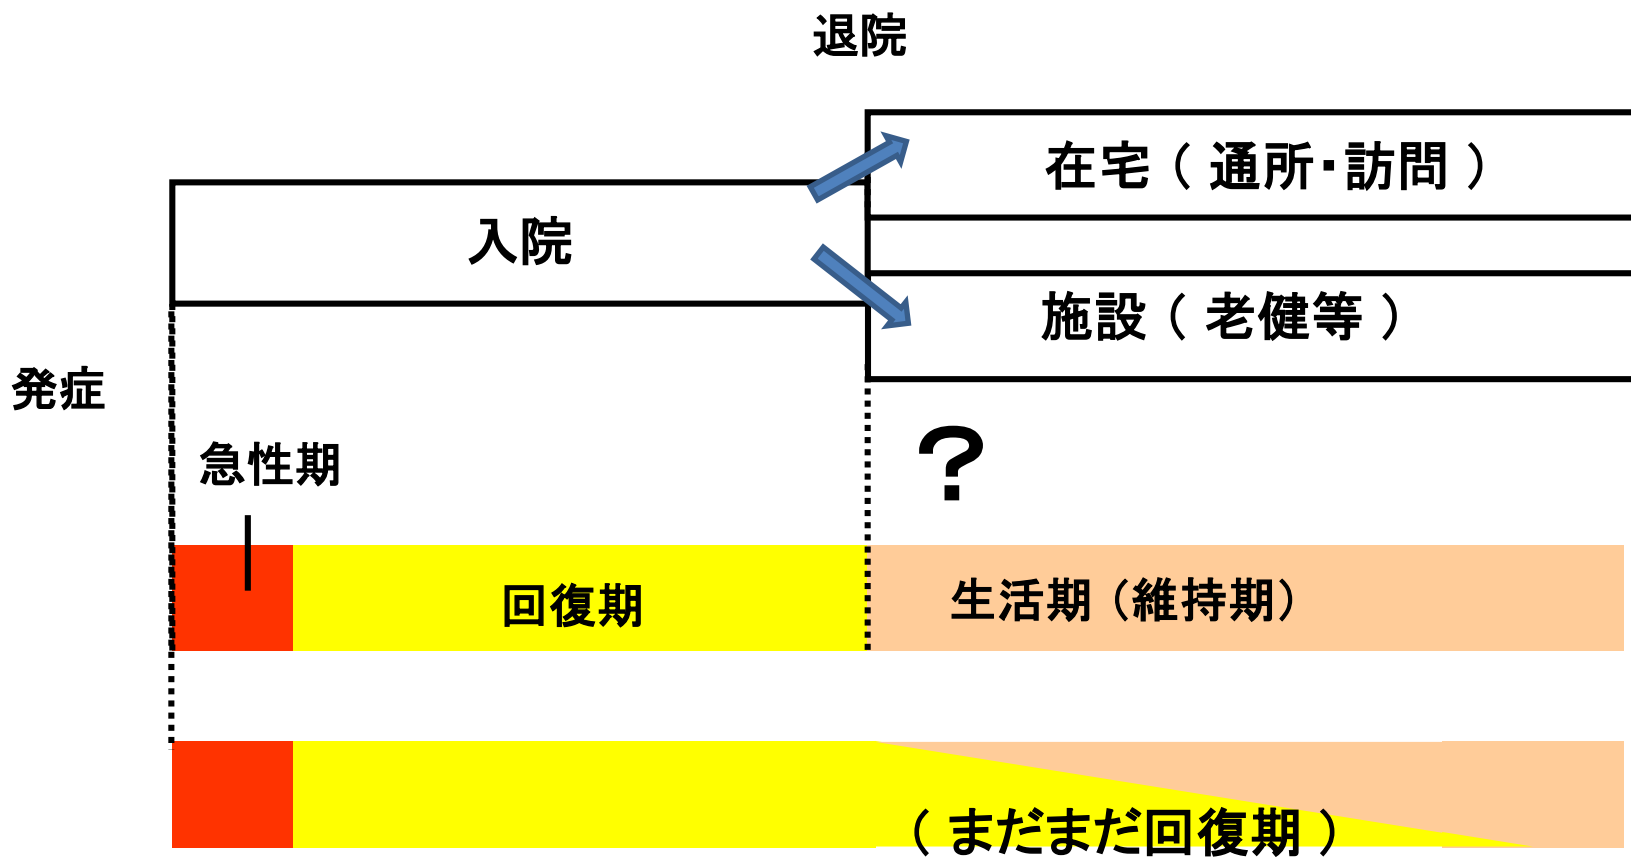 退院
在宅（通所・訪問）
入院
施設（老健等）
発症
？
急性期
回復期
生活期（維持期）
（まだまだ回復期）